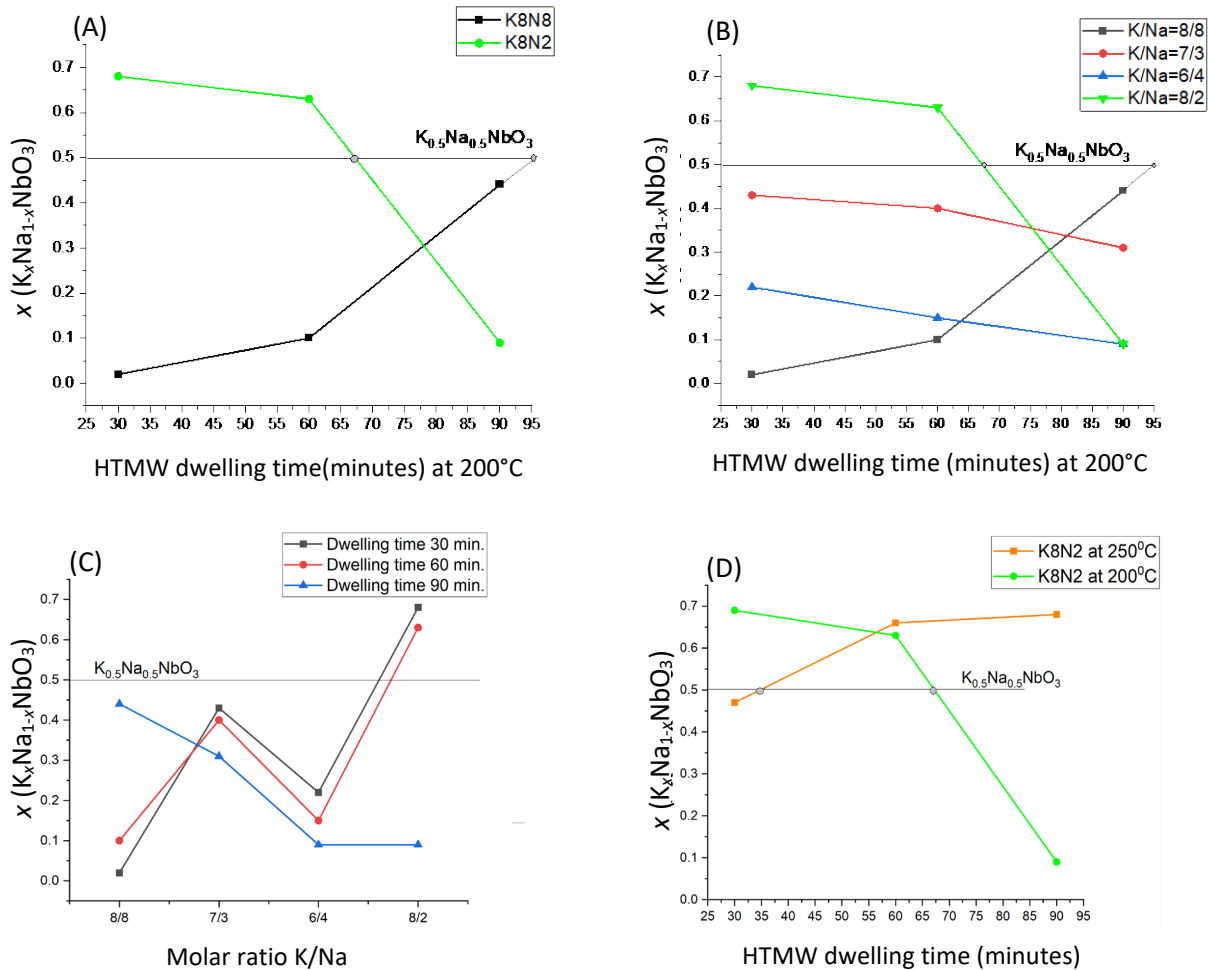 (A)
K8N8
K8N2
x (KₓNa₁₋ₓNbO₃)
0.7
0.6
0.5
0.4
0.3
0.2
0.1
0.0
K₀.₅Na₀.₅NbO₃
25 30 35 40 45 50 55 60 65 70 75 80 85 90 95
HTMW dwelling time(minutes) at 200°C
(B)
K/Na=8/8
K/Na=7/3
K/Na=6/4
K/Na=8/2
x (KₓNa₁₋ₓNbO₃)
0.7
0.6
0.5
0.4
0.3
0.2
0.1
0.0
K₀.₅Na₀.₅NbO₃
25 30 35 40 45 50 55 60 65 70 75 80 85 90 95
HTMW dwelling time (minutes) at 200°C
(C)
Dwelling time 30 min.
Dwelling time 60 min.
Dwelling time 90 min.
x (KₓNa₁₋ₓNbO₃)
0.7
0.6
0.5
0.4
0.3
0.2
0.1
0.0
K₀.₅Na₀.₅NbO₃
8/8 7/3 6/4 8/2
Molar ratio K/Na
(D)
K8N2 at 250⁰C
K8N2 at 200⁰C
x (KₓNa₁₋ₓNbO₃)
0.7
0.6
0.5
0.4
0.3
0.2
0.1
0.0
K₀.₅Na₀.₅NbO₃
25 30 35 40 45 50 55 60 65 70 75 80 85 90 95
HTMW dwelling time (minutes)